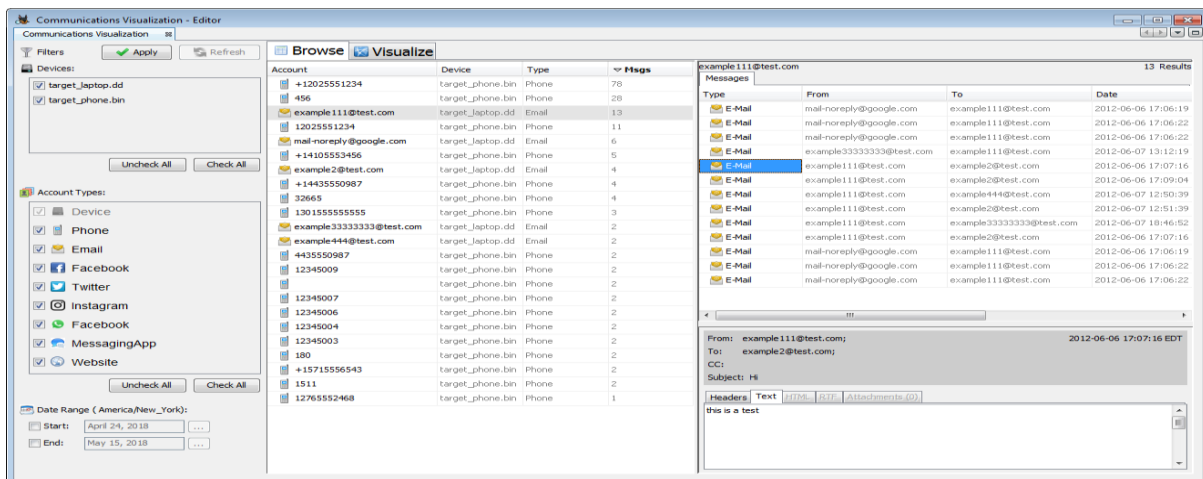 Communications Visualization - Editor
Communications Visualization
Filters
Apply
Refresh
Devices:
target_laptop.dd
target_phone.bin
Uncheck All
Check All
Account Types:
Device
Phone
Email
Facebook
Twitter
Instagram
Facebook
MessagingApp
Website
Uncheck All
Check All
Date Range ( America/New_York):
Start: April 24, 2018 ...
End: May 15, 2018 ...
Browse Visualize
Account Device Type Msgs
+12025551234 target_phone.bin Phone 78
456 target_phone.bin Phone 28
example111@test.com target_laptop.dd Email 13
12025551234 target_phone.bin Phone 11
mail-noreply@google.com target_laptop.dd Email 6
+14105553456 target_phone.bin Phone 5
example2@test.com target_laptop.dd Email 4
+14435550987 target_phone.bin Phone 4
32665 target_phone.bin Phone 4
1301555555555 target_phone.bin Phone 3
example33333333@test.com target_laptop.dd Email 2
example444@test.com target_laptop.dd Email 2
4435550987 target_phone.bin Phone 2
12345009 target_phone.bin Phone 2
target_phone.bin Phone 2
12345007 target_phone.bin Phone 2
12345006 target_phone.bin Phone 2
12345004 target_phone.bin Phone 2
12345003 target_phone.bin Phone 2
180 target_phone.bin Phone 2
+15715556543 target_phone.bin Phone 2
1511 target_phone.bin Phone 2
12765552468 target_phone.bin Phone 1
example111@test.com 13 Results
Messages
Type From To Date
E-Mail mail-noreply@google.com example111@test.com 2012-06-06 17:06:19
E-Mail mail-noreply@google.com example111@test.com 2012-06-06 17:06:22
E-Mail mail-noreply@google.com example111@test.com 2012-06-06 17:06:22
E-Mail example33333333@test.com example111@test.com 2012-06-07 13:12:19
E-Mail example111@test.com example2@test.com 2012-06-06 17:07:16
E-Mail example111@test.com example2@test.com 2012-06-06 17:09:04
E-Mail example111@test.com example444@test.com 2012-06-07 12:50:39
E-Mail example111@test.com example2@test.com 2012-06-07 12:51:39
E-Mail example111@test.com example33333333@test.com 2012-06-07 18:46:52
E-Mail example111@test.com example2@test.com 2012-06-06 17:07:16
E-Mail mail-noreply@google.com example111@test.com 2012-06-06 17:06:19
E-Mail mail-noreply@google.com example111@test.com 2012-06-06 17:06:22
E-Mail mail-noreply@google.com example111@test.com 2012-06-06 17:06:22
From: example111@test.com; 2012-06-06 17:07:16 EDT
To: example2@test.com;
CC:
Subject: Hi
Headers Text HTML RTF Attachments (0)
this is a test